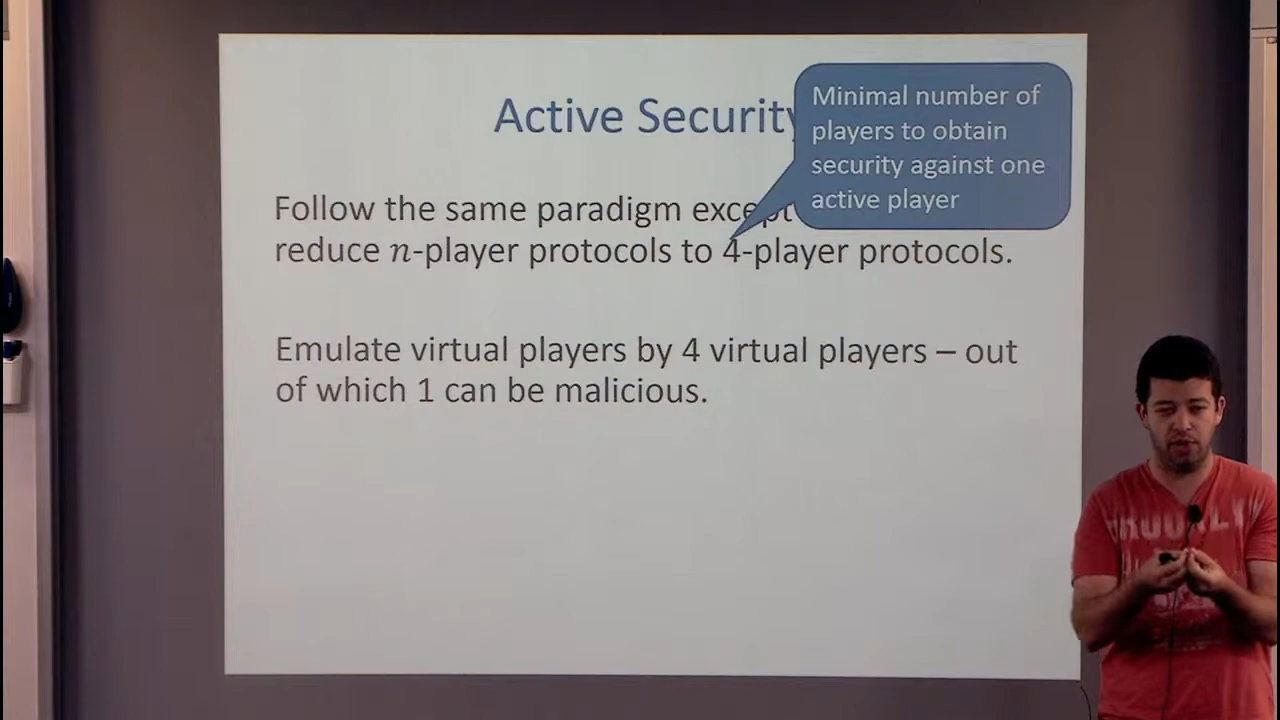 Active Security
Minimal number of
players to obtain
security against one
active player
Follow the same paradigm except
reduce n-player protocols to 4-player protocols.
Emulate virtual players by 4 virtual players – out
of which 1 can be malicious.